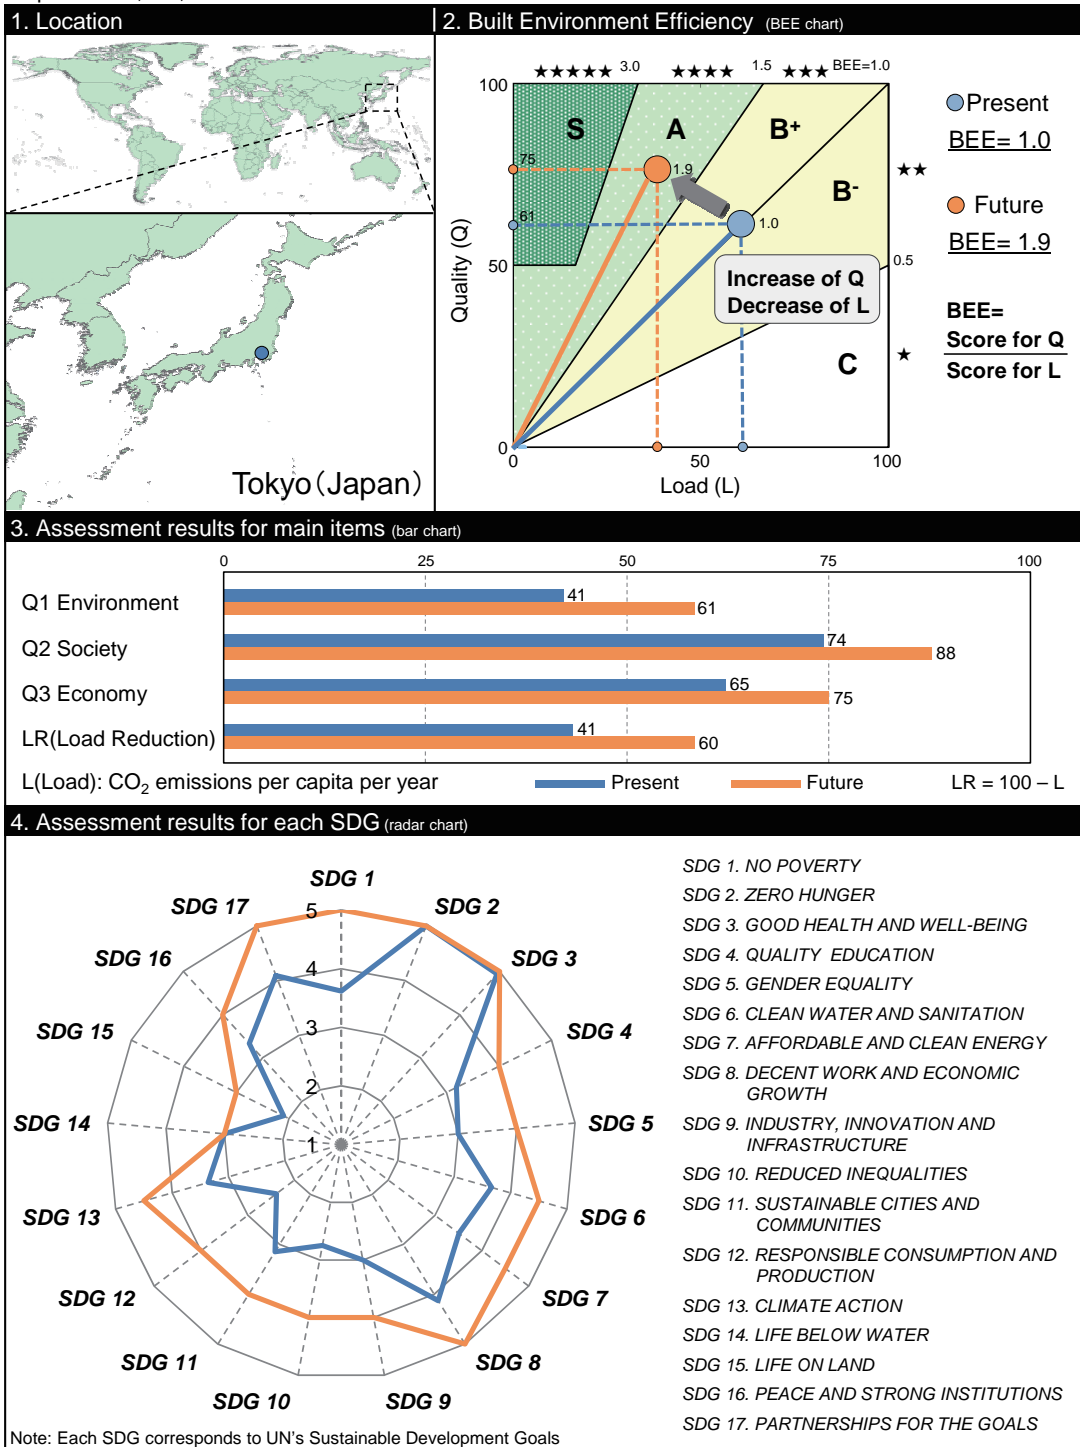 1. Location
2. Built Environment Efficiency (BEE chart)
Tokyo（Japan）
★★★★★ 3.0 ★★★★ 1.5 ★★★ BEE=1.0
100
S
A
B+
B-
C
75
1.9
61
1.0
50
0
0
50
100
Quality (Q)
Load (L)
★★
0.5
★
Increase of Q
Decrease of L
Present
BEE= 1.0
Future
BEE= 1.9
BEE=
Score for Q
Score for L
3. Assessment results for main items (bar chart)
0 25 50 75 100
Q1 Environment 41
61
Q2 Society 74
88
Q3 Economy 65
75
LR(Load Reduction) 41
60
L(Load): CO2 emissions per capita per year Present Future LR = 100 – L
4. Assessment results for each SDG (radar chart)
SDG 1
SDG 2
SDG 3
SDG 4
SDG 5
SDG 6
SDG 7
SDG 8
SDG 9
SDG 10
SDG 11
SDG 12
SDG 13
SDG 14
SDG 15
SDG 16
SDG 17
5
4
3
2
1
SDG 1. NO POVERTY
SDG 2. ZERO HUNGER
SDG 3. GOOD HEALTH AND WELL-BEING
SDG 4. QUALITY EDUCATION
SDG 5. GENDER EQUALITY
SDG 6. CLEAN WATER AND SANITATION
SDG 7. AFFORDABLE AND CLEAN ENERGY
SDG 8. DECENT WORK AND ECONOMIC
GROWTH
SDG 9. INDUSTRY, INNOVATION AND
INFRASTRUCTURE
SDG 10. REDUCED INEQUALITIES
SDG 11. SUSTAINABLE CITIES AND
COMMUNITIES
SDG 12. RESPONSIBLE CONSUMPTION AND
PRODUCTION
SDG 13. CLIMATE ACTION
SDG 14. LIFE BELOW WATER
SDG 15. LIFE ON LAND
SDG 16. PEACE AND STRONG INSTITUTIONS
SDG 17. PARTNERSHIPS FOR THE GOALS
Note: Each SDG corresponds to UN's Sustainable Development Goals